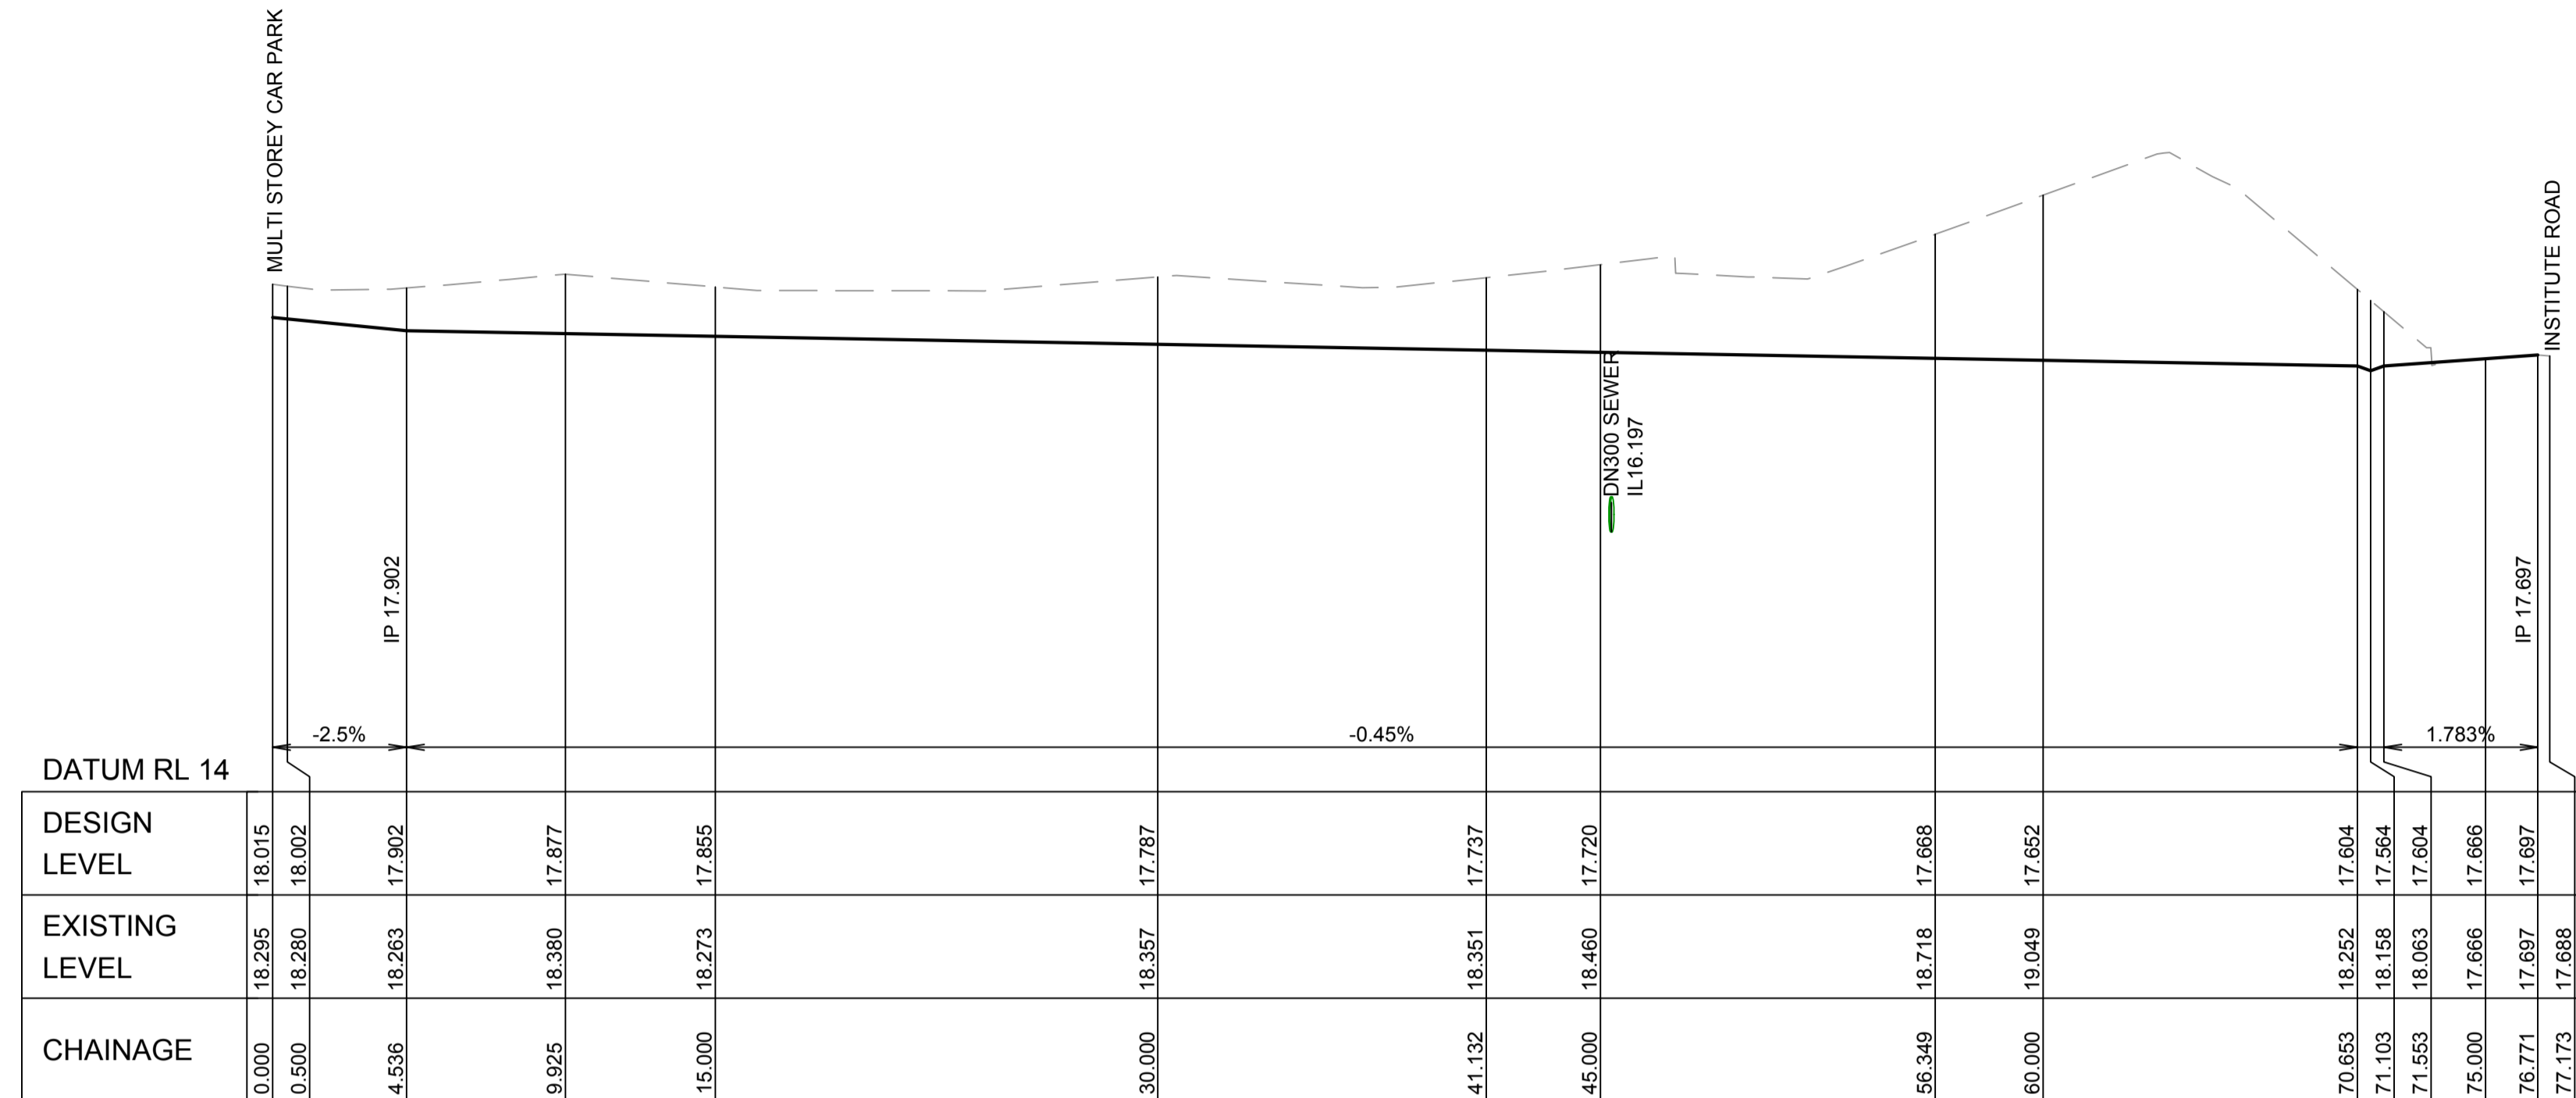 MULTI STOREY CAR PARK
INSTITUTE ROAD
DN300 SEWER
IL16.197
IP 17.902
IP 17.697
-2.5%
-0.45%
1.783%
DATUM RL 14
DESIGN
LEVEL
18.015 18.002 17.902 17.877 17.855 17.787 17.737 17.720 17.668 17.652 17.604 17.564 17.604 17.666 17.697
EXISTING
LEVEL
18.295 18.280 18.263 18.380 18.273 18.357 18.351 18.460 18.718 19.049 18.252 18.158 18.063 17.666 17.697 17.688
CHAINAGE
0.000 0.500 4.536 9.925 15.000 30.000 41.132 45.000 56.349 60.000 70.653 71.103 71.553 75.000 76.771 77.173